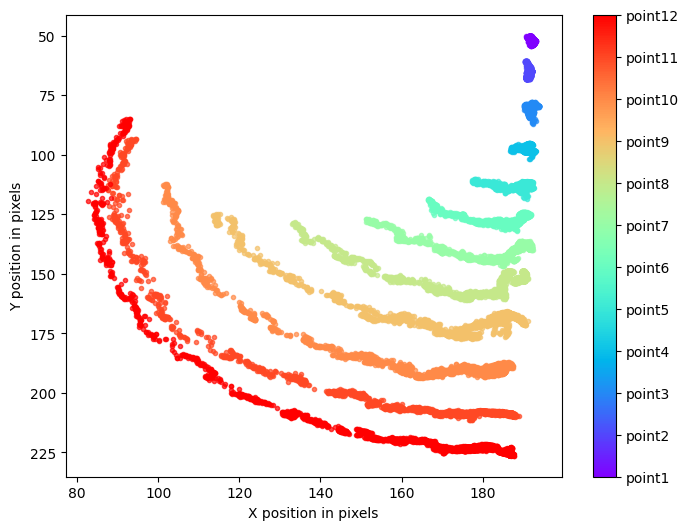 50
75
100
125
150
175
200
225
Y position in pixels
80
100
120
140
160
180
X position in pixels
point12
point11
point10
point9
point8
point7
point6
point5
point4
point3
point2
point1